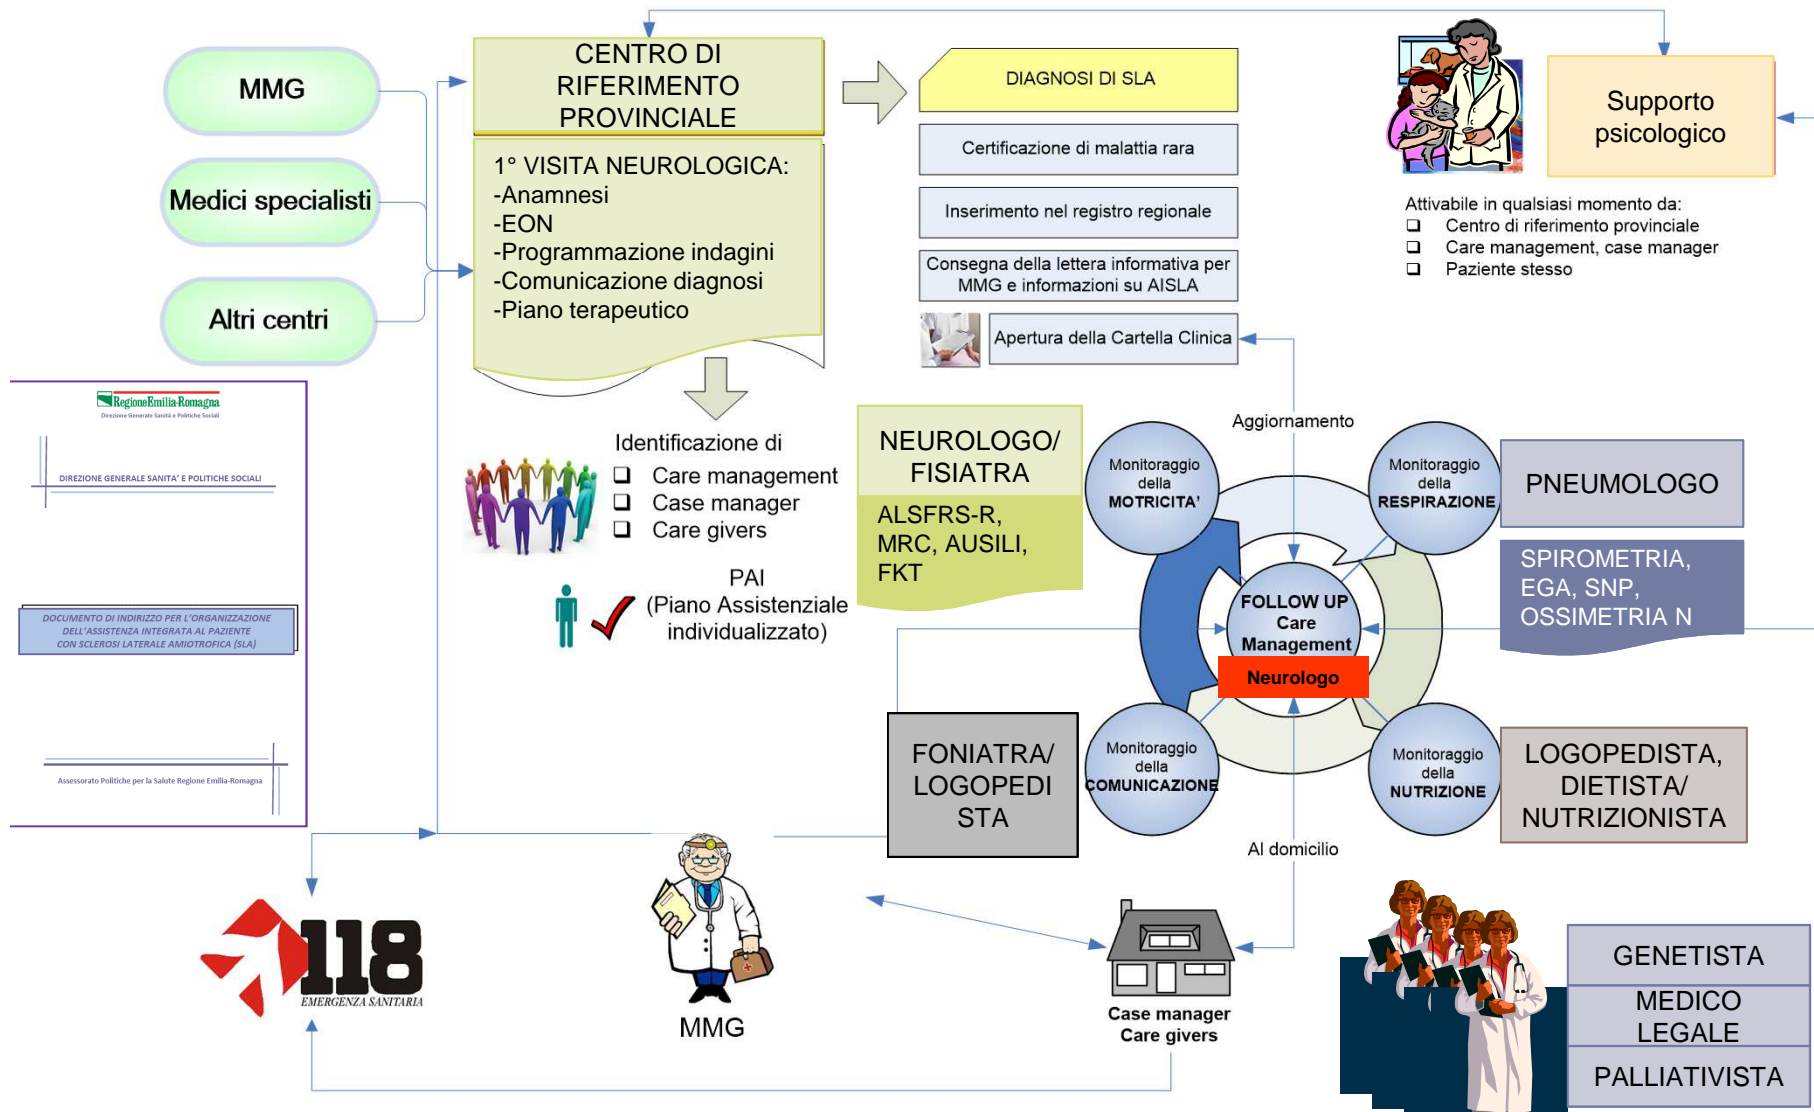 MMG
Medici specialisti
Altri centri
CENTRO DI
RIFERIMENTO
PROVINCIALE
1° VISITA NEUROLOGICA:
-Anamnesi
-EON
-Programmazione indagini
-Comunicazione diagnosi
-Piano terapeutico
DIAGNOSI DI SLA
Certificazione di malattia rara
Inserimento nel registro regionale
Consegna della lettera informativa per
MMG e informazioni su AISLA
Apertura della Cartella Clinica
Supporto
psicologico
Attivabile in qualsiasi momento da:
❑ Centro di riferimento provinciale
❑ Care management, case manager
❑ Paziente stesso
RegioneEmilia-Romagna
Direzione Generale Sanità e Politiche Sociali
DIREZIONE GENERALE SANITA' E POLITICHE SOCIALI
DOCUMENTO DI INDIRIZZO PER L'ORGANIZZAZIONE
DELL'ASSISTENZA INTEGRATA AL PAZIENTE
CON SCLEROSI LATERALE AMIOTROFICA (SLA)
Assessorato Politiche per la Salute Regione Emilia-Romagna
Identificazione di
❑ Care management
❑ Case manager
❑ Care givers
PAI
(Piano Assistenziale
individualizzato)
NEUROLOGO/
FISIATRA
ALSFRS-R,
MRC, AUSILI,
FKT
Aggiornamento
Monitoraggio
della
MOTRICITA'
Monitoraggio
della
RESPIRAZIONE
PNEUMOLOGO
SPIROMETRIA,
EGA, SNP,
OSSIMETRIA N
FOLLOW UP
Care
Management
Neurologo
FONIATRA/
LOGOPEDI
STA
Monitoraggio
della
COMUNICAZIONE
Monitoraggio
della
NUTRIZIONE
LOGOPEDISTA,
DIETISTA/
NUTRIZIONISTA
Al domicilio
118
EMERGENZA SANITARIA
MMG
Case manager
Care givers
GENETISTA
MEDICO
LEGALE
PALLIATIVISTA